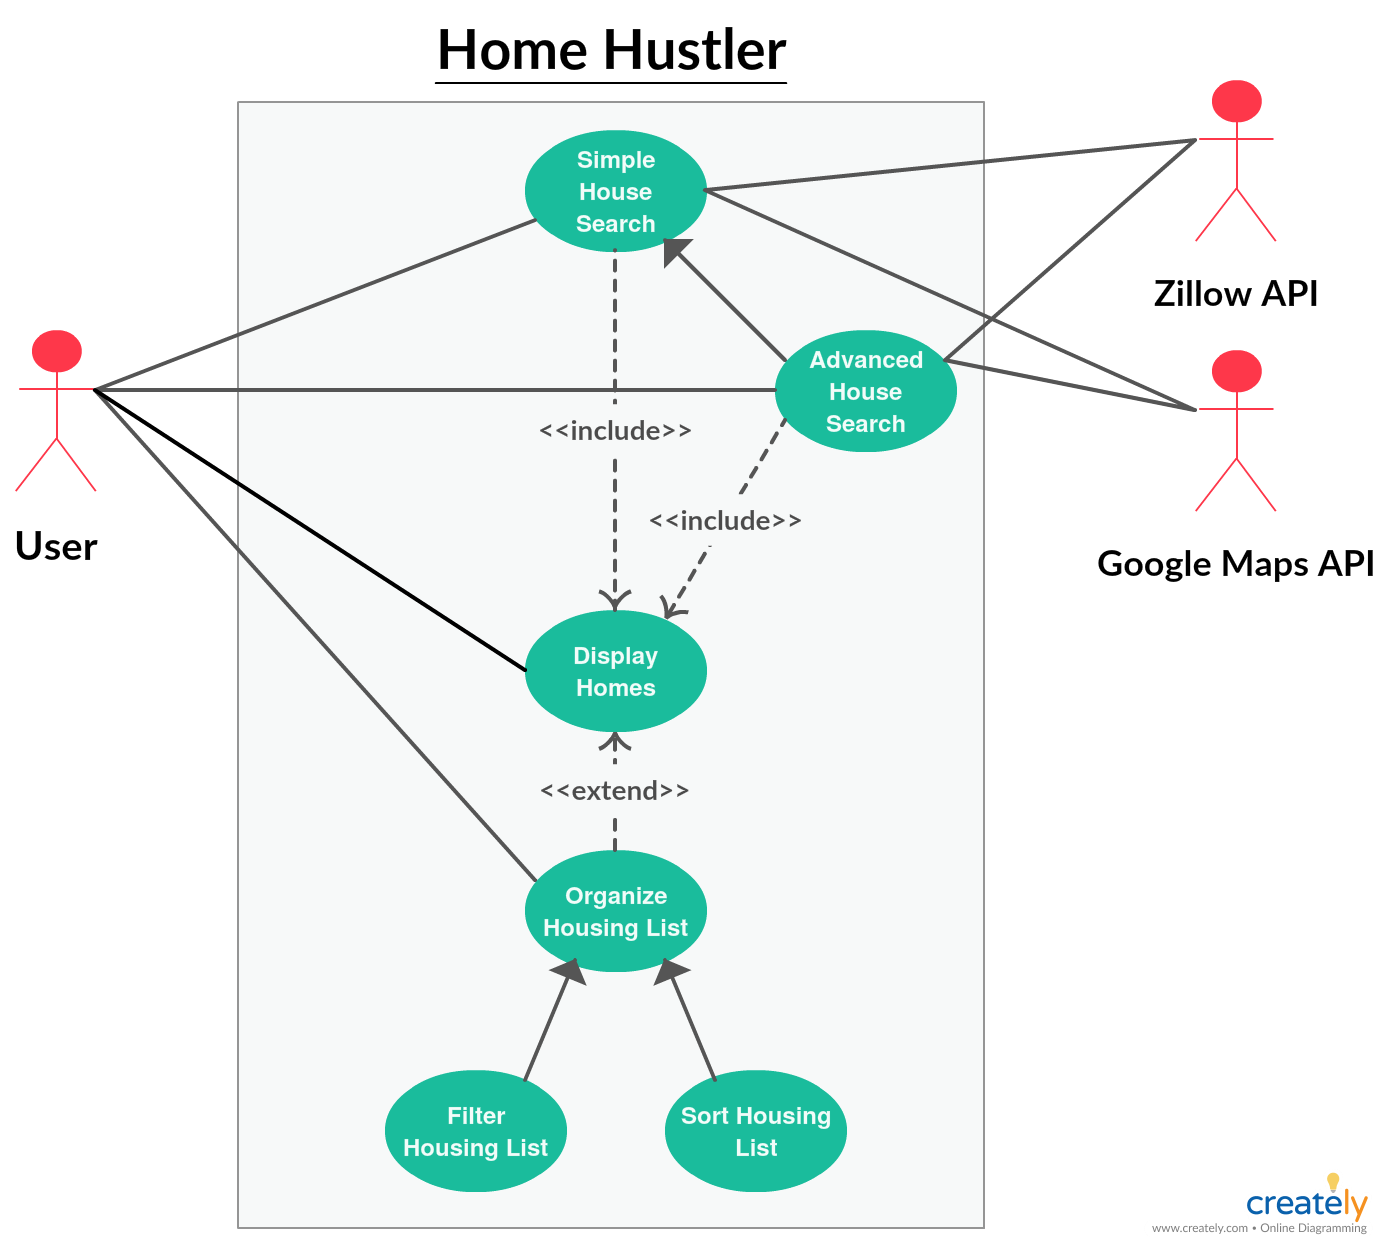 Home Hustler
Simple
House
Search
Zillow API
Advanced
House
Search
<<include>>
<<include>>
User
Google Maps API
Display
Homes
<<extend>>
Organize
Housing List
Filter
Housing List
Sort Housing
List
creately
www.creately.com • Online Diagramming